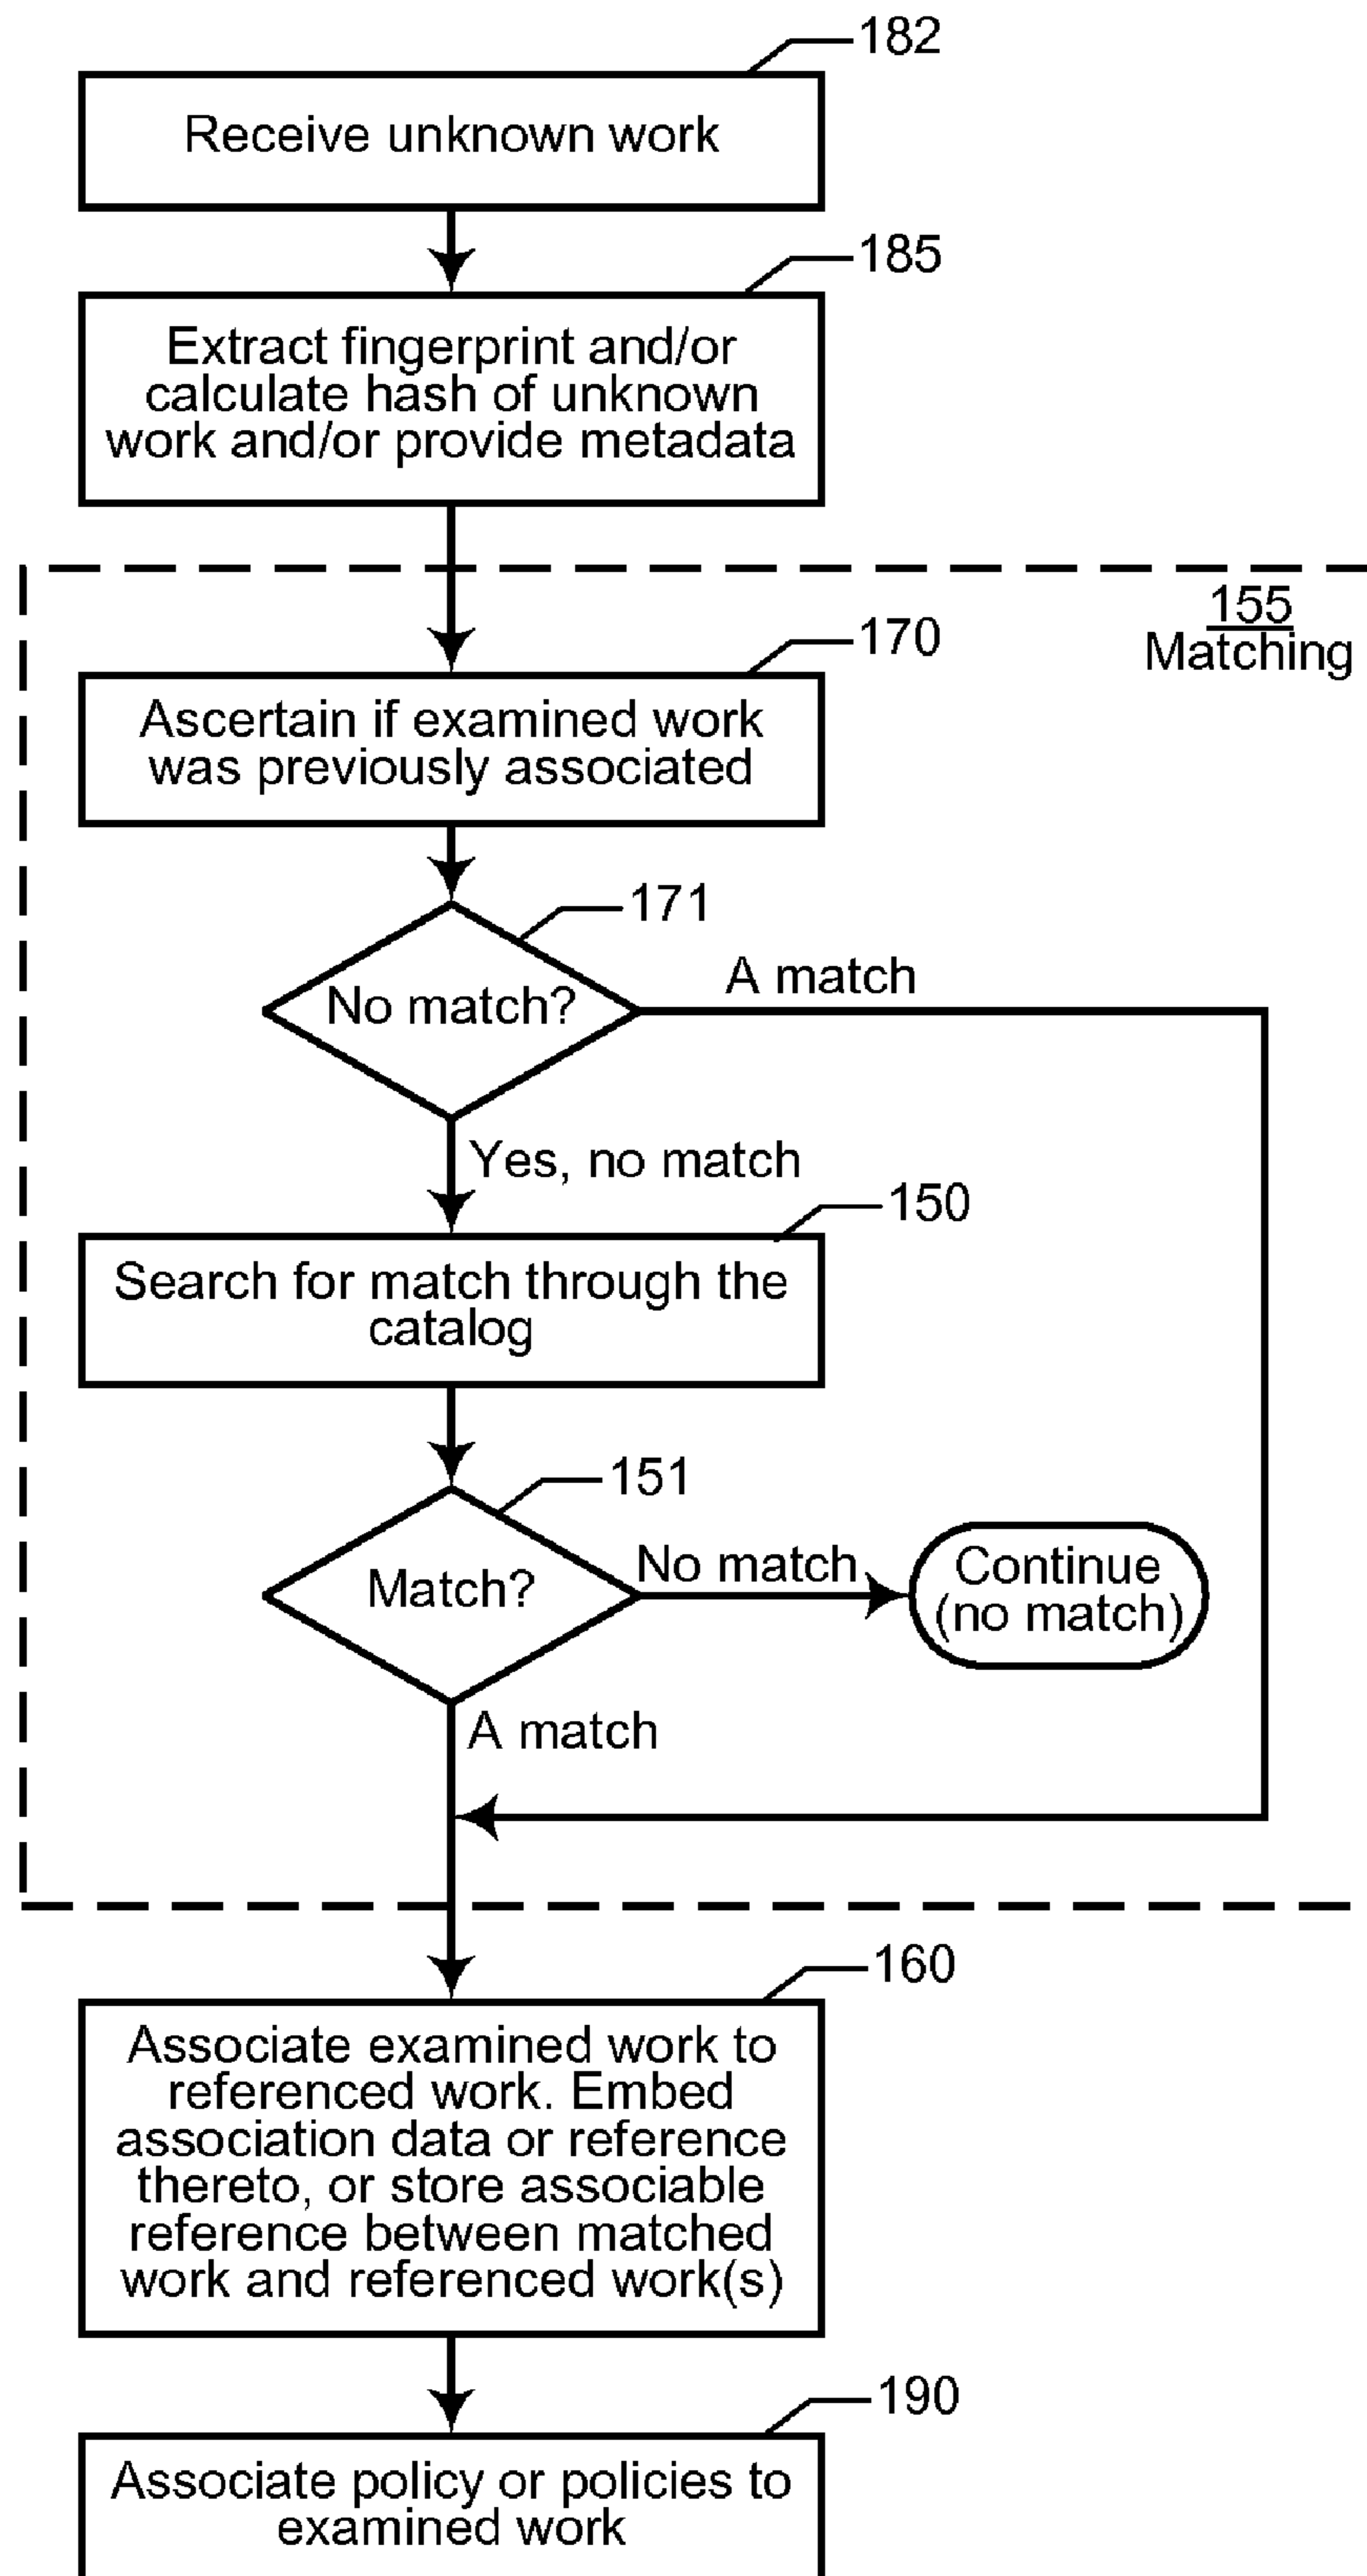 182
Receive unknown work
185
Extract fingerprint and/or
calculate hash of unknown
work and/or provide metadata
155
Matching
170
Ascertain if examined work
was previously associated
171
No match?
A match
Yes, no match
150
Search for match through the
catalog
151
Match?
No match
Continue
(no match)
A match
160
Associate examined work to
referenced work. Embed
association data or reference
thereto, or store associable
reference between matched
work and referenced work(s)
190
Associate policy or policies to
examined work